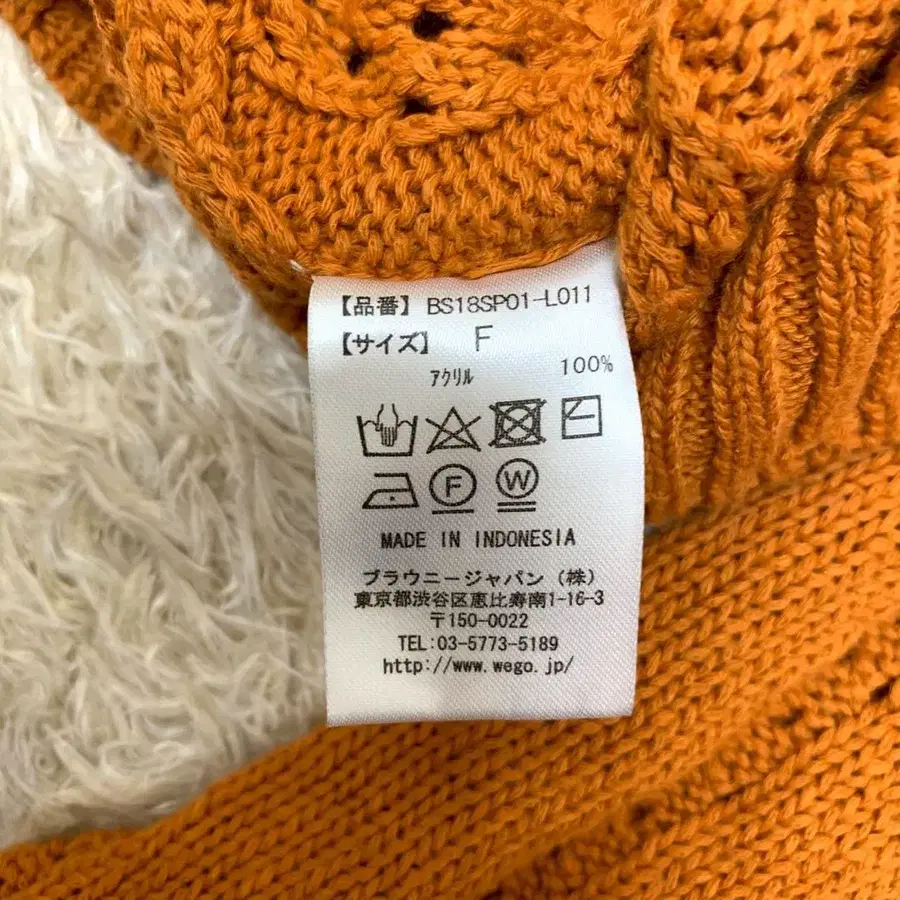 【品番】 BS18SP01-L011
【サイズ】 F
アクリル 100%
F W
MADE IN INDONESIA
ブラウニージャパン(株)
東京都渋谷区恵比寿南1-16-3
〒150-0022
TEL:03-5773-5189
http://www.wego.jp/